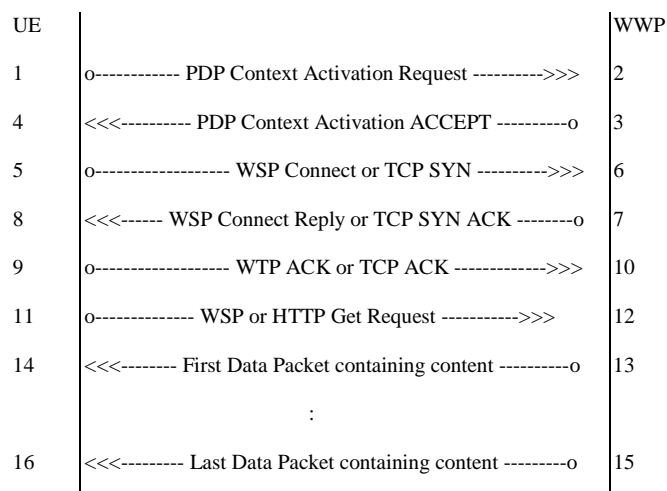 UE WWP
1 o------------ PDP Context Activation Request ---------->>> 2
4 <<<---------- PDP Context Activation ACCEPT ----------o 3
5 o------------------- WSP Connect or TCP SYN ---------->>> 6
8 <<<------ WSP Connect Reply or TCP SYN ACK --------o 7
9 o------------------- WTP ACK or TCP ACK ------------->>> 10
11 o-------------- WSP or HTTP Get Request ----------->>> 12
14 <<<-------- First Data Packet containing content ----------o 13
:
16 <<<--------- Last Data Packet containing content ---------o 15